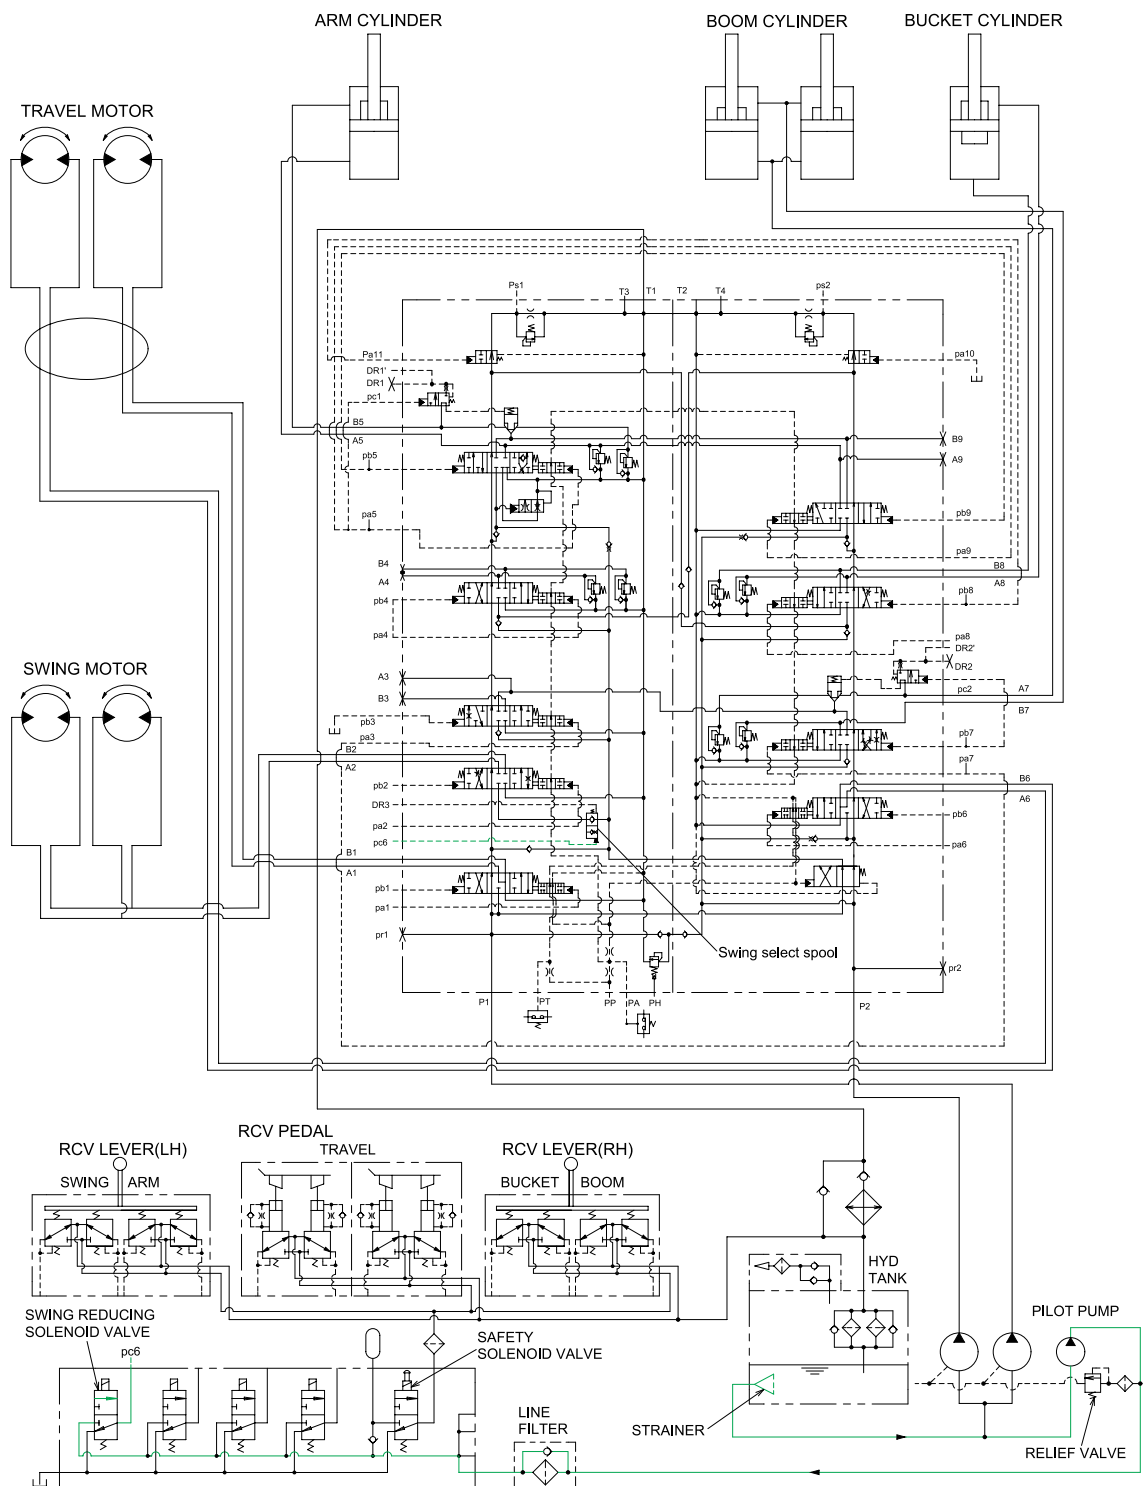 ARM CYLINDER
BOOM CYLINDER
BUCKET CYLINDER
TRAVEL MOTOR
Ps1
T3
T1
T2
T4
ps2
Pa11
pa10
DR1'
DR1
pc1
B5
A5
B9
A9
pb5
pb9
pa5
pa9
B4
A4
B8
A8
pb4
pb8
pa4
pa8
DR2'
DR2
SWING MOTOR
A3
B3
pc2
A7
B7
pb3
pa3
pb7
pa7
B2
A2
B6
A6
pb2
DR3
pa2
pc6
pb6
pa6
B1
A1
pb1
pa1
pr1
Swing select spool
pr2
P1
PT
PP
PA
PH
P2
RCV LEVER(LH)
RCV PEDAL
TRAVEL
RCV LEVER(RH)
SWING
ARM
BUCKET
BOOM
HYD
TANK
SWING REDUCING
SOLENOID VALVE
pc6
SAFETY
SOLENOID VALVE
PILOT PUMP
LINE
FILTER
STRAINER
RELIEF VALVE